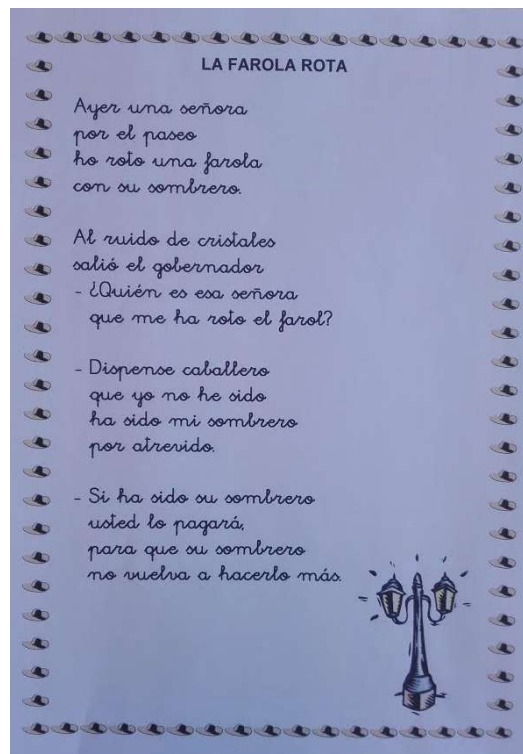 LA FAROLA ROTA
Ayer una señora
por el paseo
ho roto una farola
con su sombrero.
Al ruido de cristales
salió el gobernador
- ¿Quién es esa señora
que me ha roto el farol?
- Dispense caballero
que yo no he sido
ha sido mi sombrero
por atrevido.
- Si ha sido su sombrero
usted lo pagará,
para que su sombrero
no vuelva a hacerlo más.